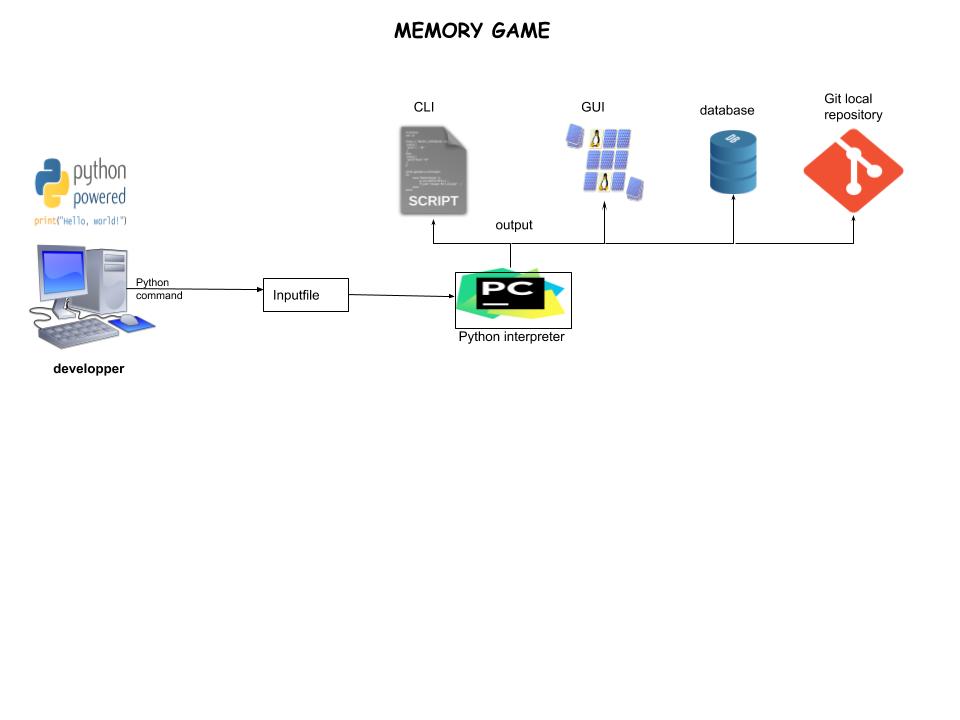 MEMORY GAME
CLI
GUI
database
Git local
repository
python
powered
print("Hello, world!")
SCRIPT
DB
output
Python
command
Inputfile
PC
Python interpreter
developper